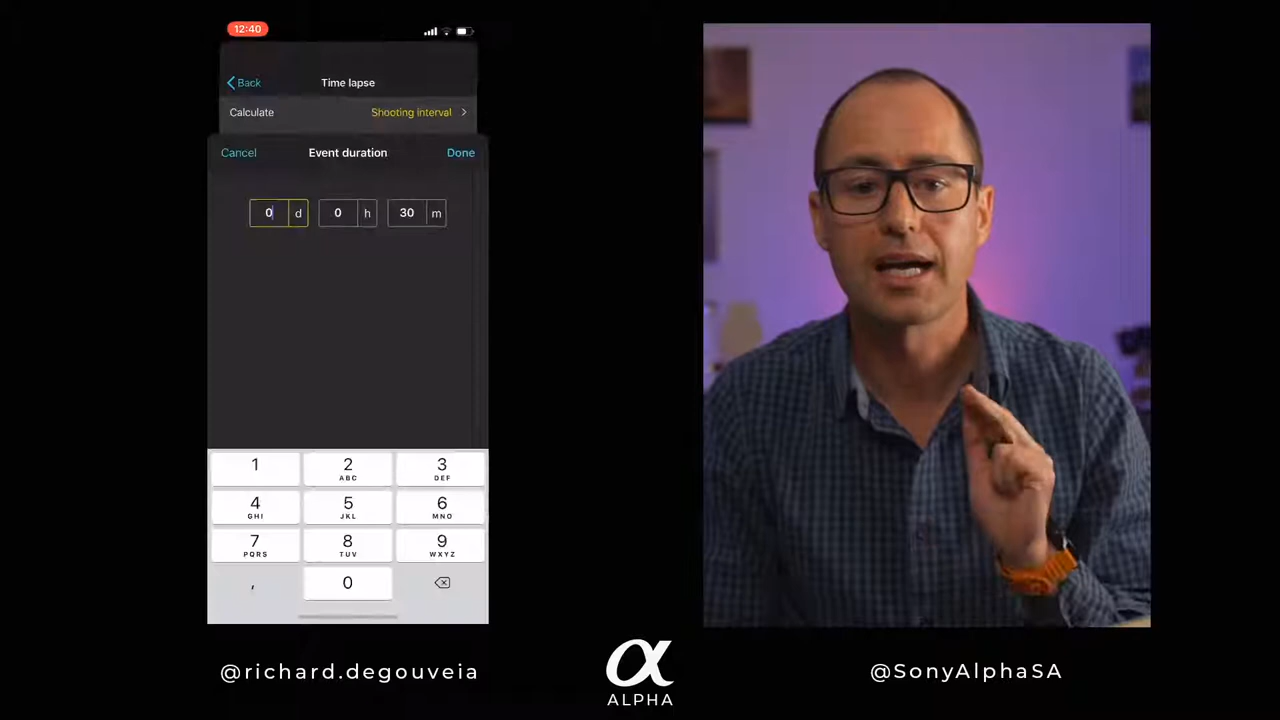 12:40
Back
Time lapse
Calculate
Shooting interval
Cancel
Event duration
Done
0 d 0 h 30 m
1
2 ABC
3 DEF
4 GHI
5 JKL
6 MNO
7 PQRS
8 TUV
9 WXYZ
,
0
@richard.degouveia
α
ALPHA
@SonyAlphaSA